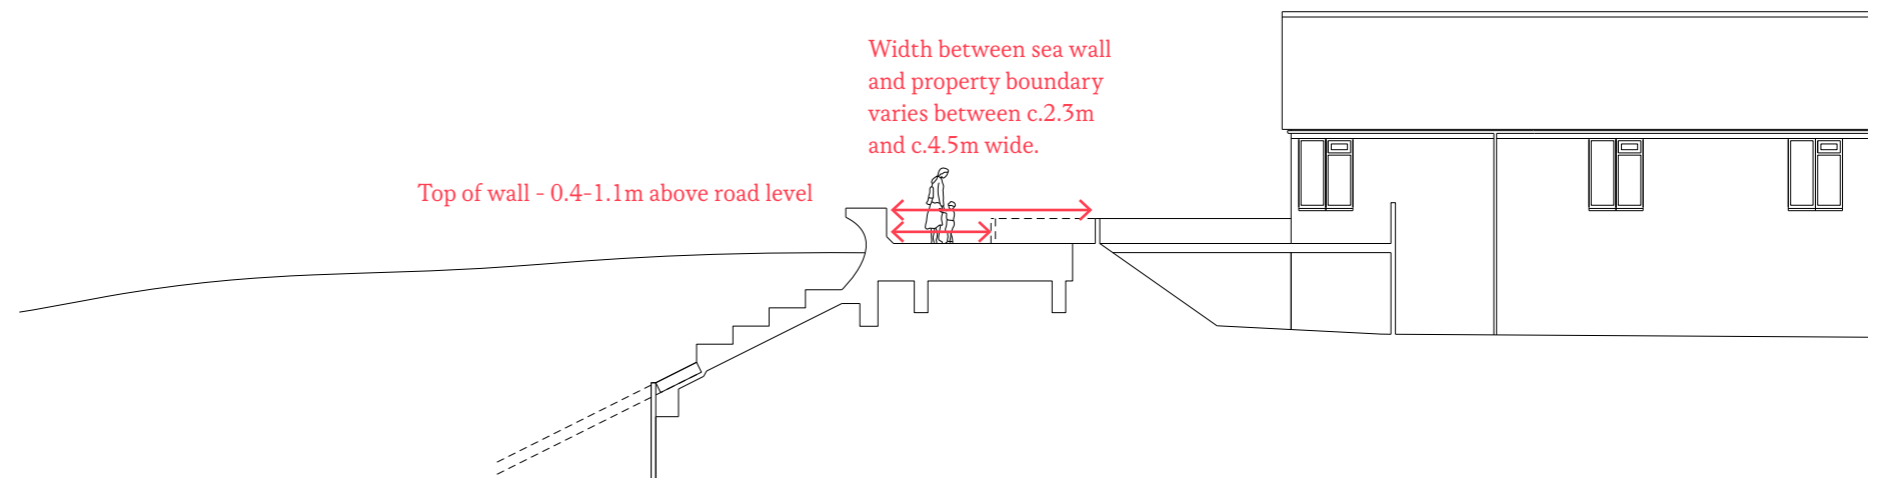 Width between sea wall
and property boundary
varies between c.2.3m
and c.4.5m wide.
Top of wall - 0.4-1.1m above road level